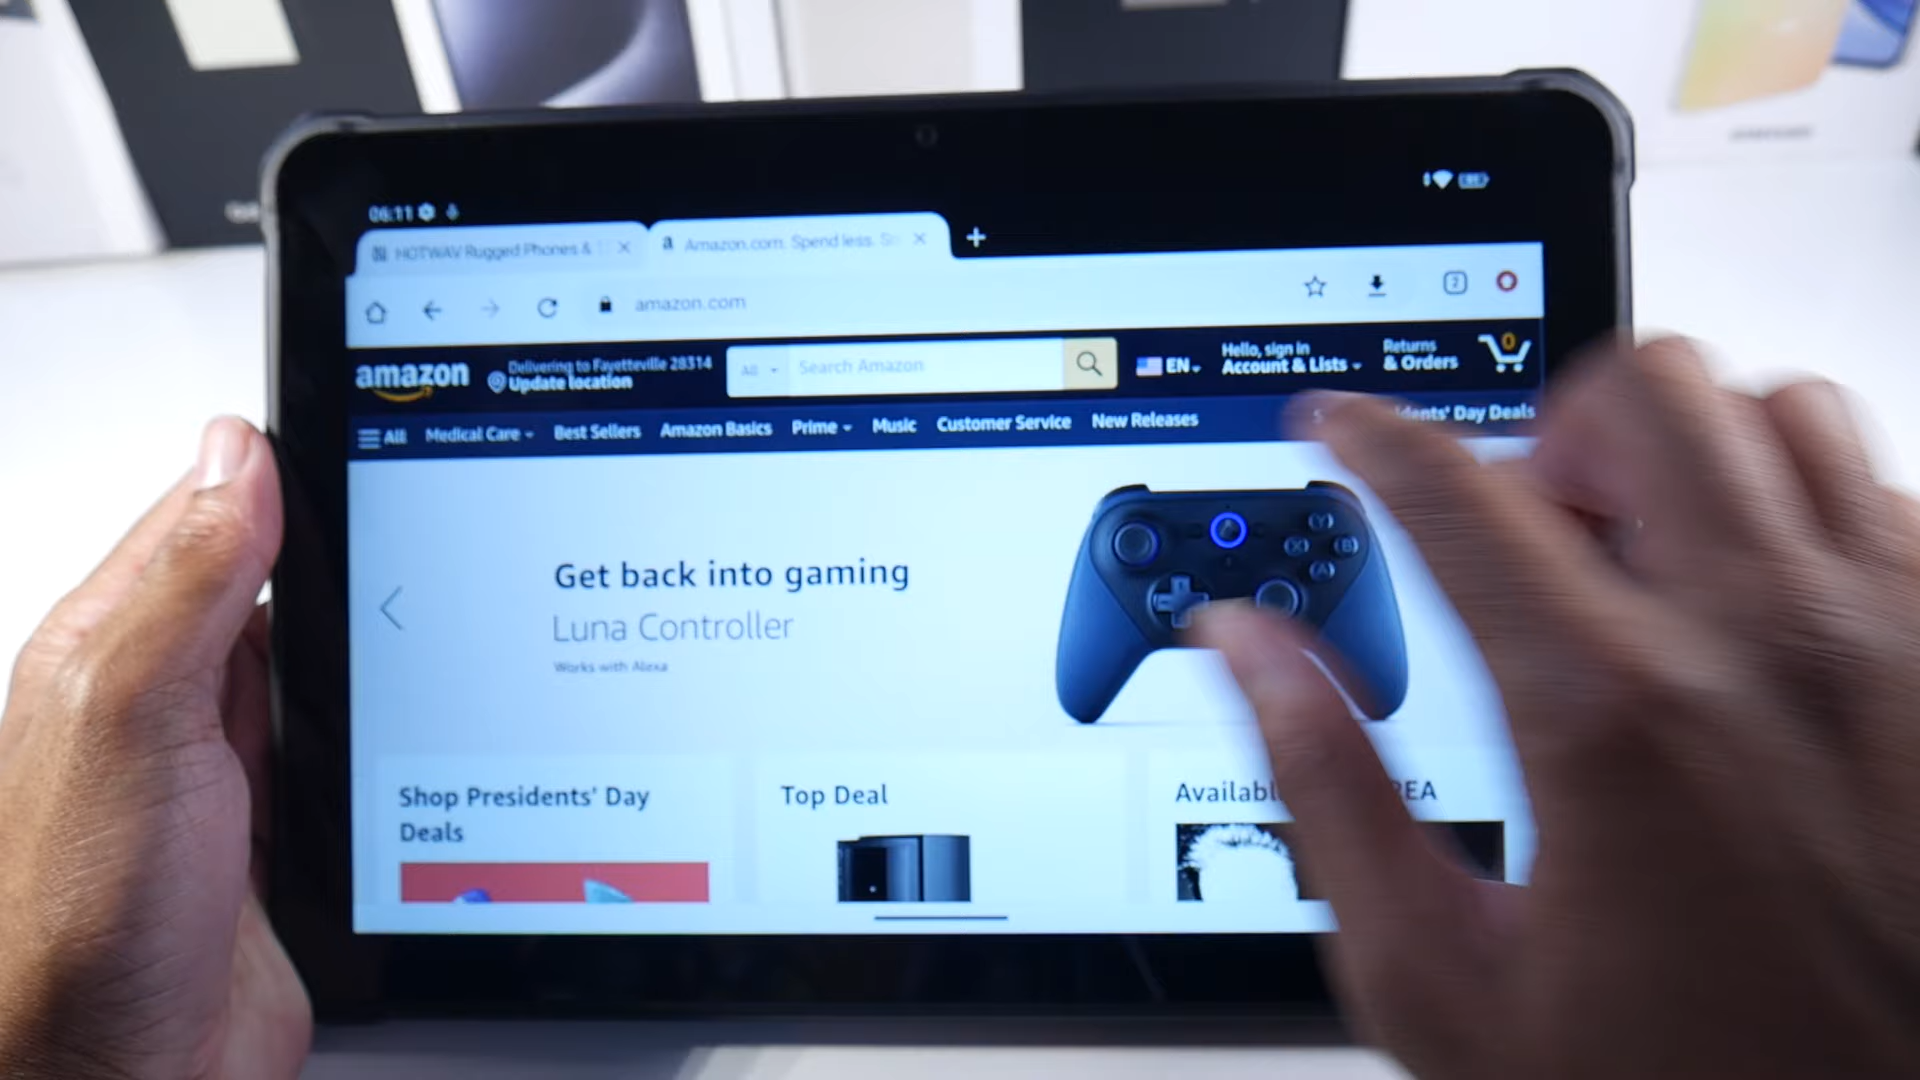 06:11
HOTWAV Rugged Phones &
Amazon.com. Spend less.
amazon.com
2
amazon
Delivering to Fayetteville 28314
Update location
All
Search Amazon
EN
Hello, sign in
Account & Lists
Returns
& Orders
0
All
Medical Care
Best Sellers
Amazon Basics
Prime
Music
Customer Service
New Releases
Day Deals
Get back into gaming
Luna Controller
Works with Alexa
Y
X
B
A
Shop Presidents' Day
Deals
Top Deal